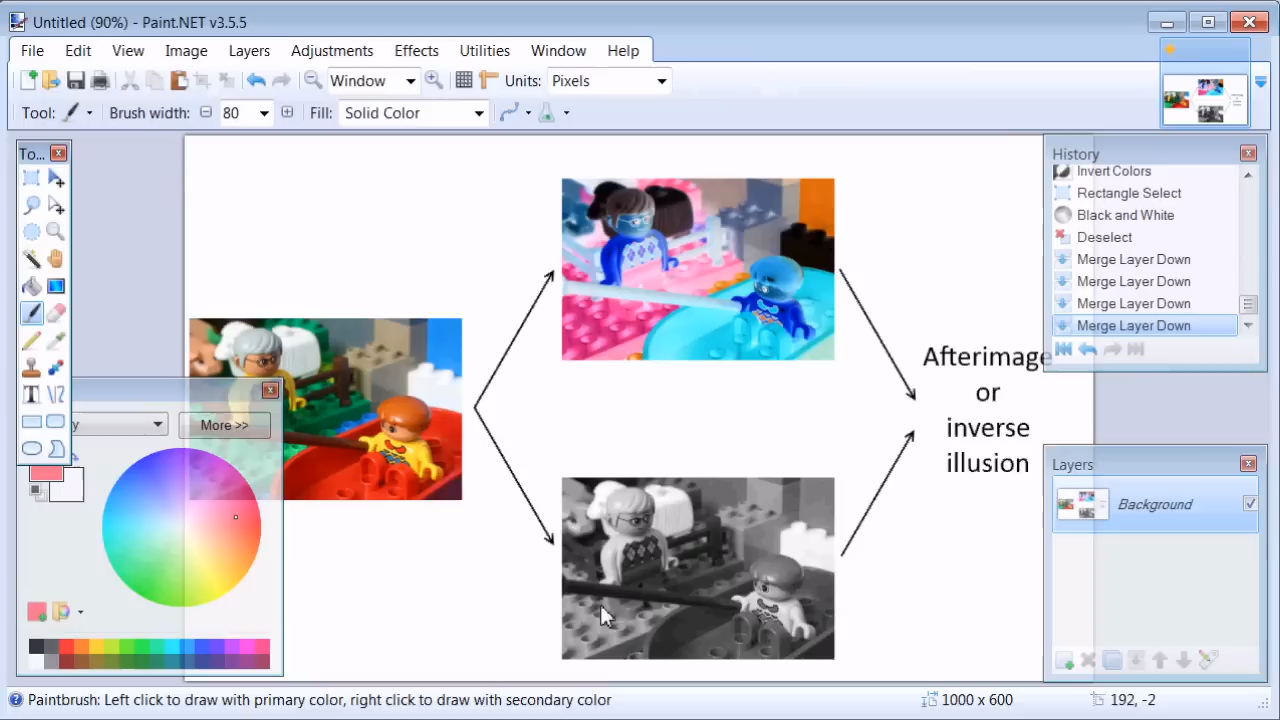 Untitled (90%) - Paint.NET v3.5.5
File Edit View Image Layers Adjustments Effects Utilities Window Help
Window Units: Pixels
Tool: Brush width: 80 Fill: Solid Color
To...
History
Invert Colors
Rectangle Select
Black and White
Deselect
Merge Layer Down
Merge Layer Down
Merge Layer Down
Merge Layer Down
Afterimage
or
inverse
illusion
More >>
Layers
Background
Paintbrush: Left click to draw with primary color, right click to draw with secondary color
1000 x 600
192, -2